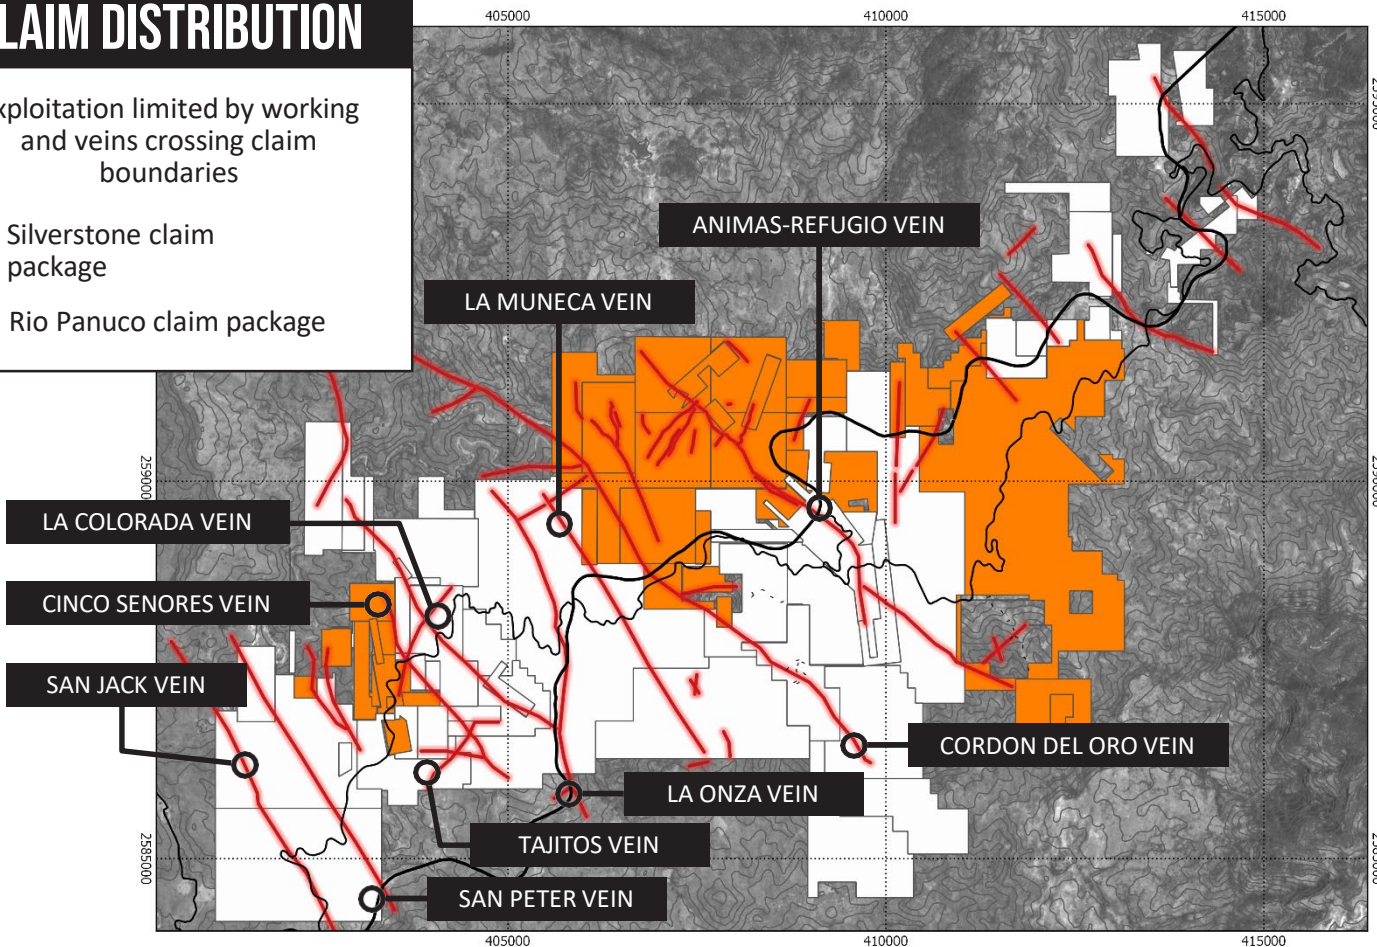 LAIM DISTRIBUTION
xploitation limited by working
and veins crossing claim
boundaries
Silverstone claim
package
Rio Panuco claim package
405000
410000
415000
ANIMAS-REFUGIO VEIN
LA MUNECA VEIN
2590000
LA COLORADA VEIN
CINCO SENORES VEIN
SAN JACK VEIN
CORDON DEL ORO VEIN
LA ONZA VEIN
TAJITOS VEIN
2585000
SAN PETER VEIN
405000
410000
415000